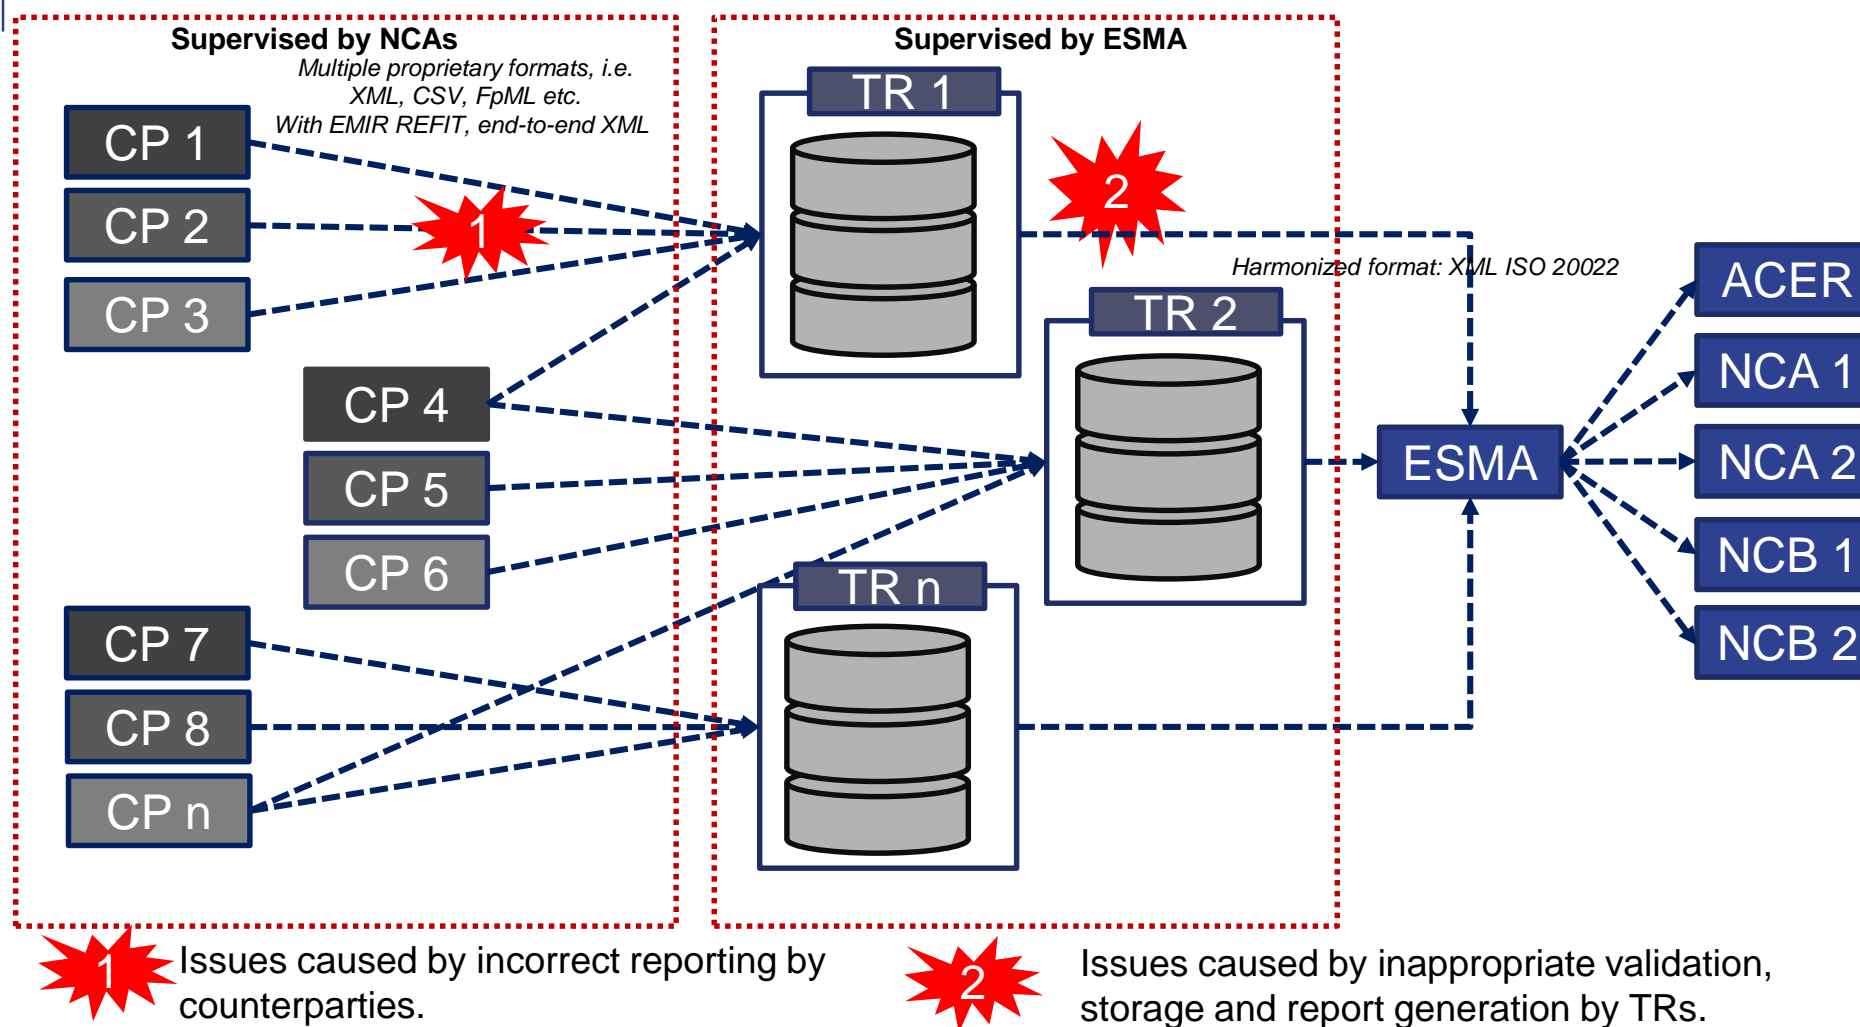 Supervised by NCAs
Multiple proprietary formats, i.e.
XML, CSV, FpML etc.
With EMIR REFIT, end-to-end XML
CP 1
CP 2
CP 3
1
CP 4
CP 5
CP 6
CP 7
CP 8
CP n
Supervised by ESMA
TR 1
2
Harmonized format: XML ISO 20022
TR 2
TR n
ESMA
ACER
NCA 1
NCA 2
NCB 1
NCB 2
1
Issues caused by incorrect reporting by
counterparties.
2
Issues caused by inappropriate validation,
storage and report generation by TRs.